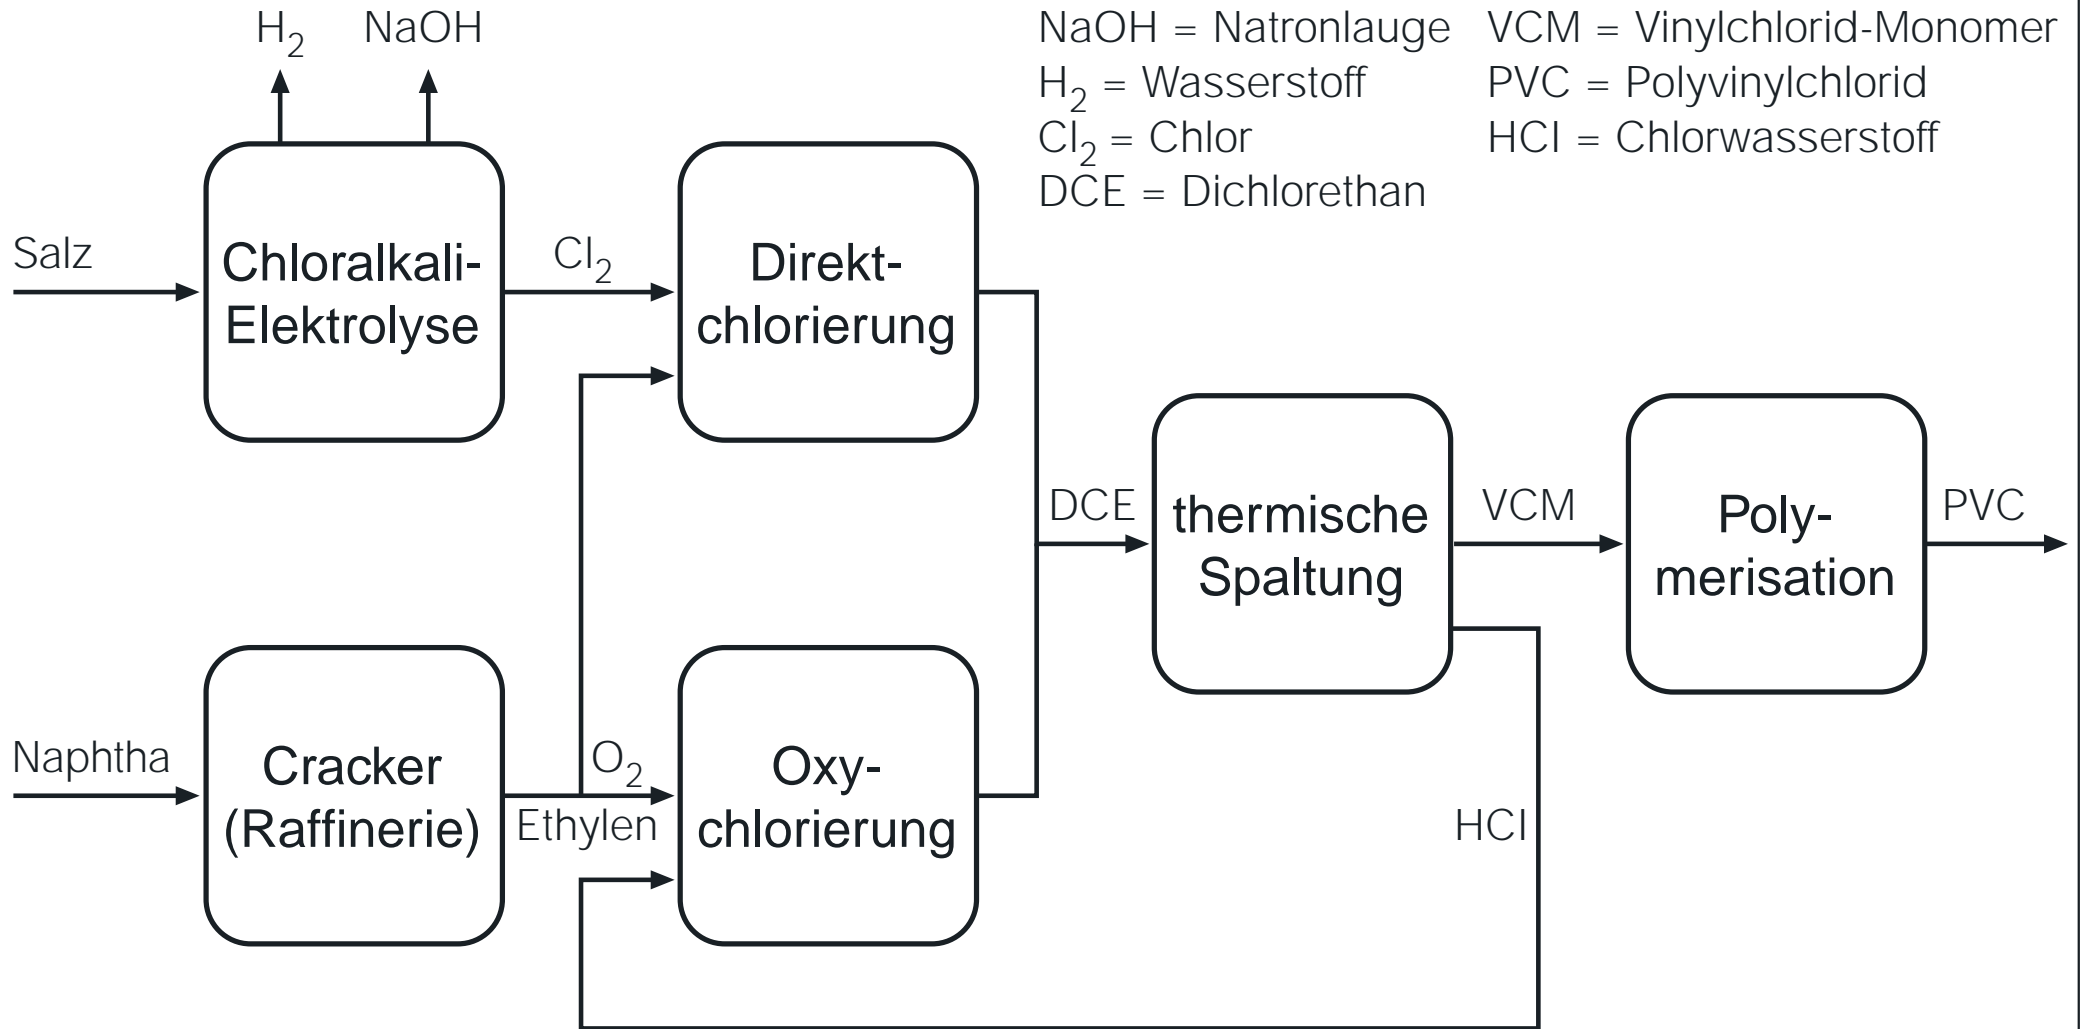 H₂ NaOH
NaOH = Natronlauge
H₂ = Wasserstoff
Cl₂ = Chlor
DCE = Dichlorethan
VCM = Vinylchlorid-Monomer
PVC = Polyvinylchlorid
HCl = Chlorwasserstoff
Salz
Chloralkali-
Elektrolyse
Cl₂
Direkt-
chlorierung
DCE
thermische
Spaltung
VCM
Poly-
merisation
PVC
Naphtha
Cracker
(Raffinerie)
O₂
Ethylen
Oxy-
chlorierung
HCl